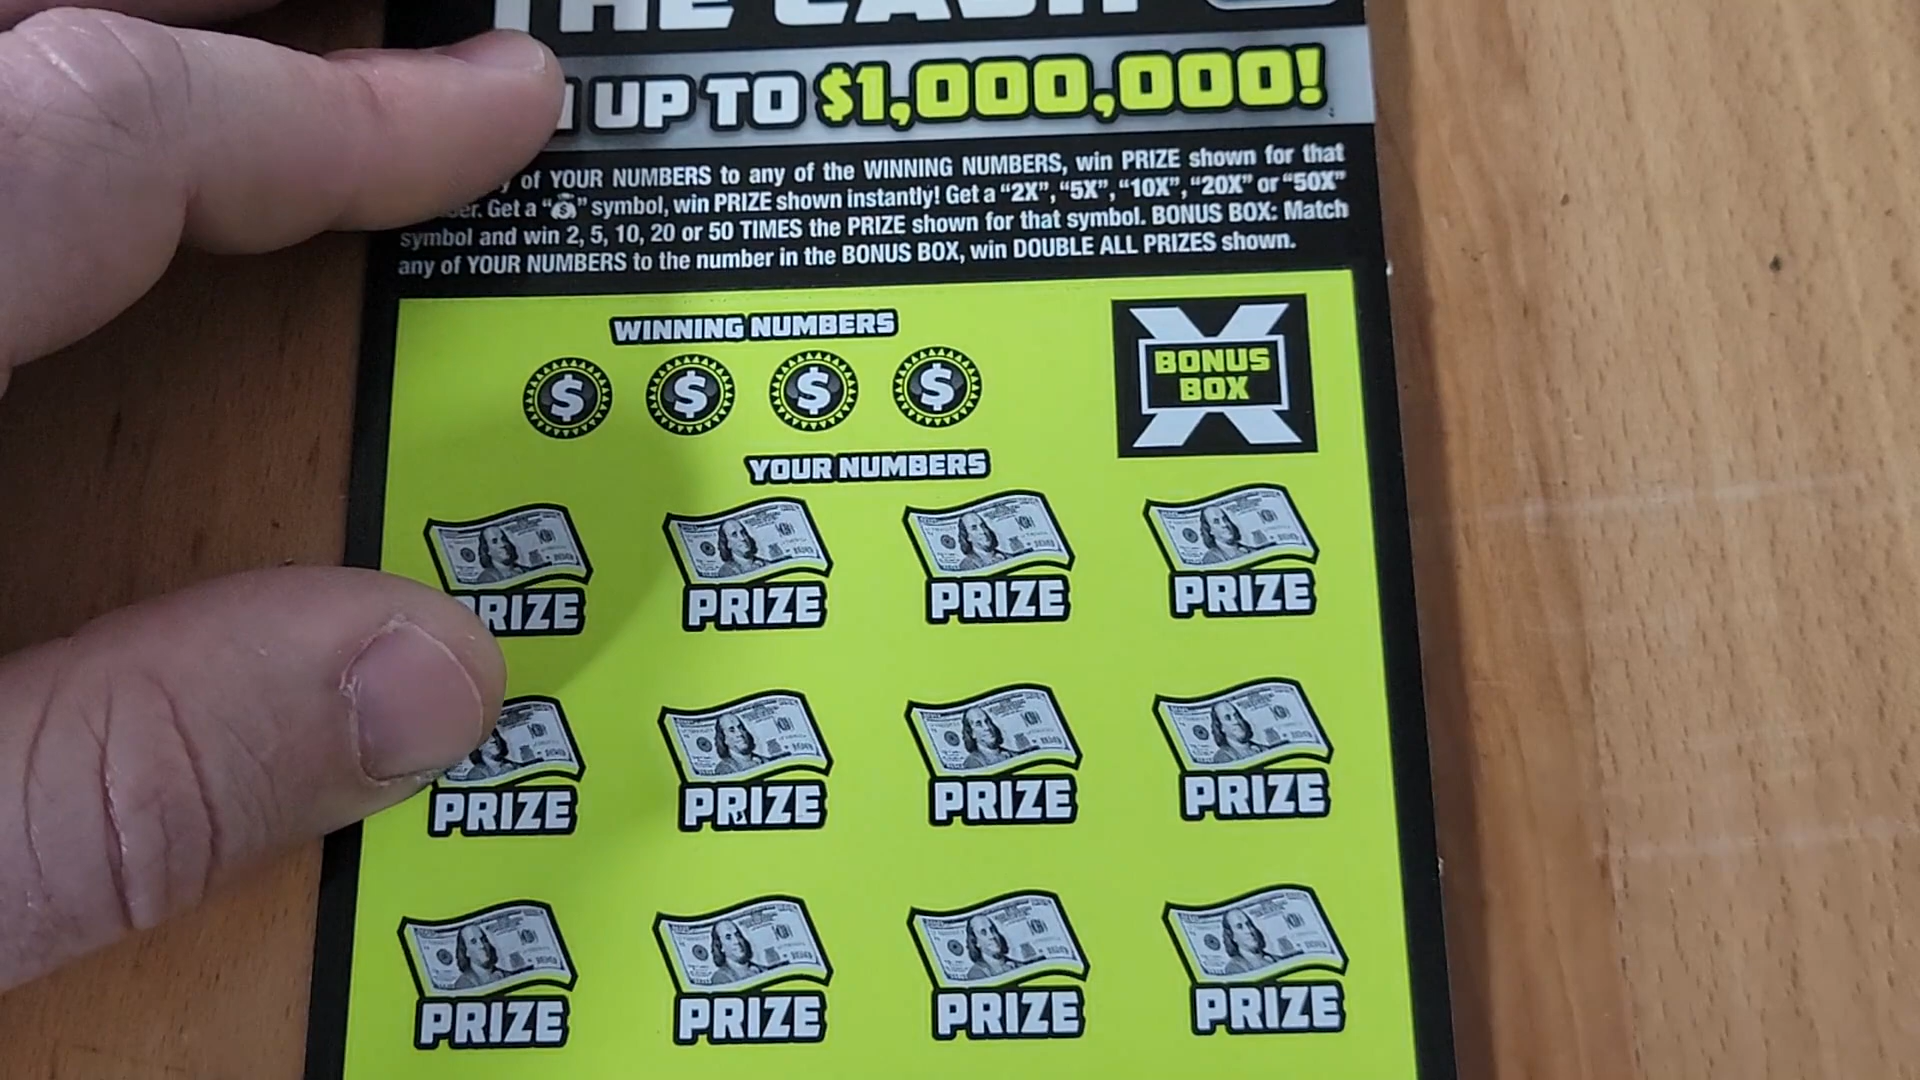 THE CASH
UP TO $1,000,000!
of YOUR NUMBERS to any of the WINNING NUMBERS, win PRIZE shown for that
Get a " " symbol, win PRIZE shown instantly! Get a "2X", "5X", "10X", "20X" or "50X"
symbol and win 2, 5, 10, 20 or 50 TIMES the PRIZE shown for that symbol. BONUS BOX: Match
any of YOUR NUMBERS to the number in the BONUS BOX, win DOUBLE ALL PRIZES shown.
WINNING NUMBERS
$ $ $ $
BONUS
BOX
YOUR NUMBERS
PRIZE PRIZE PRIZE PRIZE
PRIZE PRIZE PRIZE PRIZE
PRIZE PRIZE PRIZE PRIZE